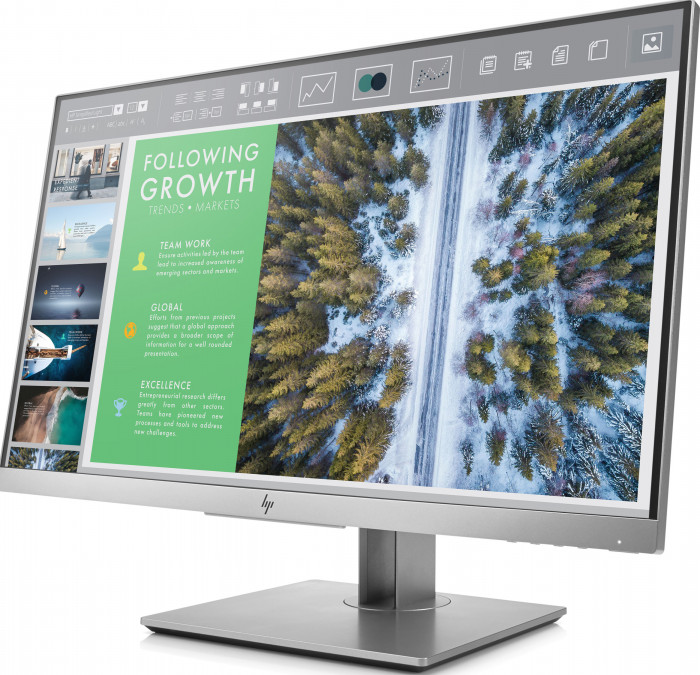 EXPEDIENT
RESPONSE
FOLLOWING
GROWTH
TRENDS • MARKETS
TEAM WORK
Ensure activities led by the team
lead to increased awareness of
emerging sectors and markets.
GLOBAL
Efforts from previous projects
suggest that a global approach
provides a broader scope of
information for a well rounded
presentation.
EXCELLENCE
Entrepreneurial research differs
greatly from other sectors.
Teams have pioneered new
processes and tools to address
new challenges.
hp